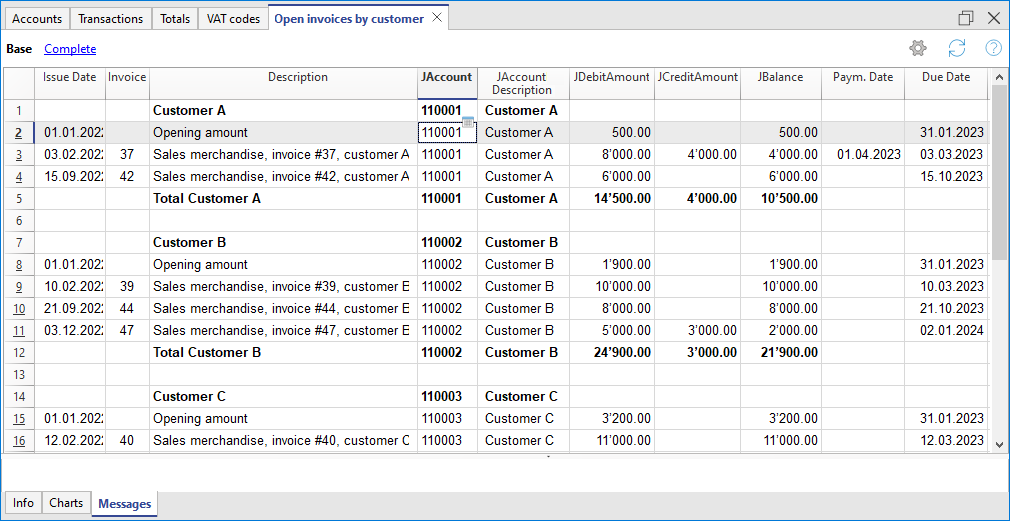 Accounts Transactions Totals VAT codes Open invoices by customer
Base Complete
Issue Date Invoice Description JAccount JAccount Description JDebitAmount JCreditAmount JBalance Paym. Date Due Date
1 Customer A 110001 Customer A
2 01.01.202 Opening amount 110001 Customer A 500.00 500.00 31.01.2023
3 03.02.202 37 Sales merchandise, invoice #37, customer A 110001 Customer A 8'000.00 4'000.00 4'000.00 01.04.2023 03.03.2023
4 15.09.202 42 Sales merchandise, invoice #42, customer A 110001 Customer A 6'000.00 6'000.00 15.10.2023
5 Total Customer A 110001 Customer A 14'500.00 4'000.00 10'500.00
6
7 Customer B 110002 Customer B
8 01.01.202 Opening amount 110002 Customer B 1'900.00 1'900.00 31.01.2023
9 10.02.202 39 Sales merchandise, invoice #39, customer B 110002 Customer B 10'000.00 10'000.00 10.03.2023
10 21.09.202 44 Sales merchandise, invoice #44, customer B 110002 Customer B 8'000.00 8'000.00 21.10.2023
11 03.12.202 47 Sales merchandise, invoice #47, customer B 110002 Customer B 5'000.00 3'000.00 2'000.00 02.01.2024
12 Total Customer B 110002 Customer B 24'900.00 3'000.00 21'900.00
13
14 Customer C 110003 Customer C
15 01.01.202 Opening amount 110003 Customer C 3'200.00 3'200.00 31.01.2023
16 12.02.202 40 Sales merchandise, invoice #40, customer C 110003 Customer C 11'000.00 11'000.00 12.03.2023
Info Charts Messages